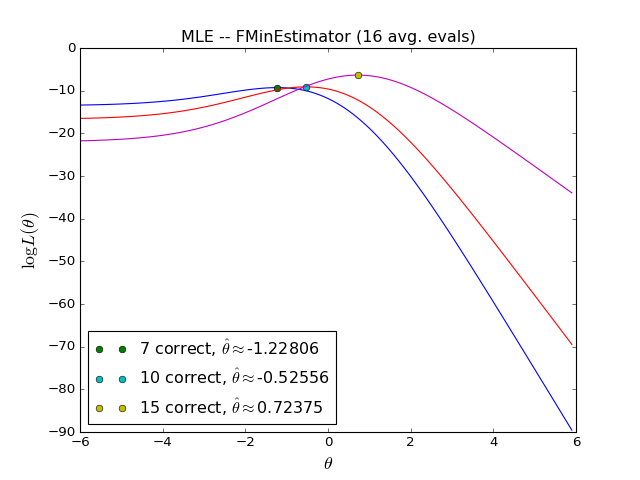 MLE -- FMinEstimator (16 avg. evals)
0
−10
−20
−30
−40
−50
−60
−70
−80
−90
log L(θ)
7 correct, θ̂≈-1.22806
10 correct, θ̂≈-0.52556
15 correct, θ̂≈0.72375
−6 −4 −2 0 2 4 6
θ